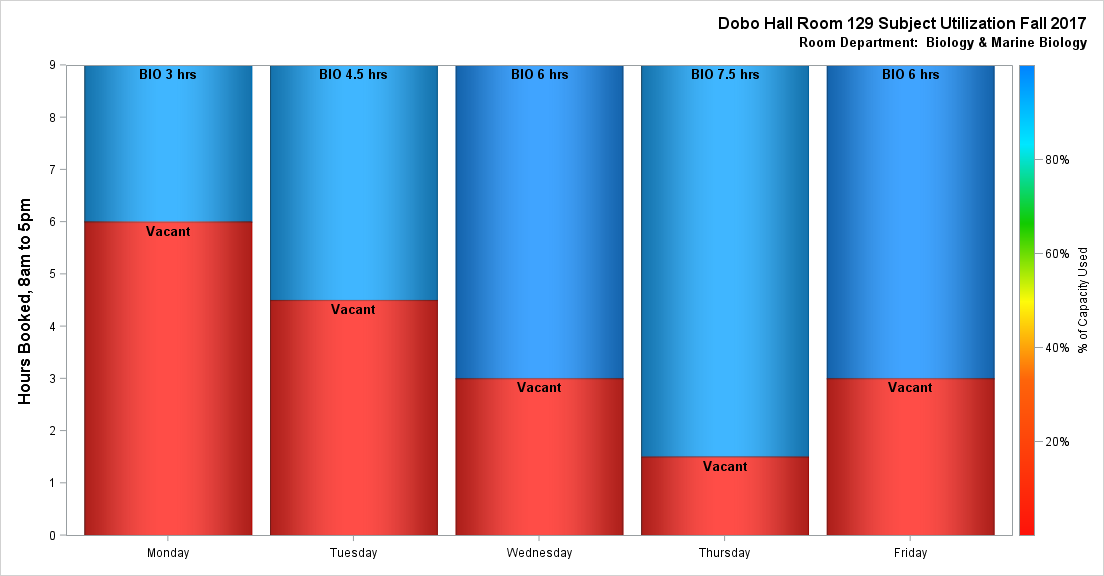 Dobo Hall Room 129 Subject Utilization Fall 2017
Room Department:  Biology & Marine Biology
Hours Booked, 8am to 5pm
9
8
7
6
5
4
3
2
1
0
BIO 3 hrs
BIO 4.5 hrs
BIO 6 hrs
BIO 7.5 hrs
BIO 6 hrs
Vacant
Vacant
Vacant
Vacant
Vacant
Monday
Tuesday
Wednesday
Thursday
Friday
80%
60%
40%
20%
% of Capacity Used